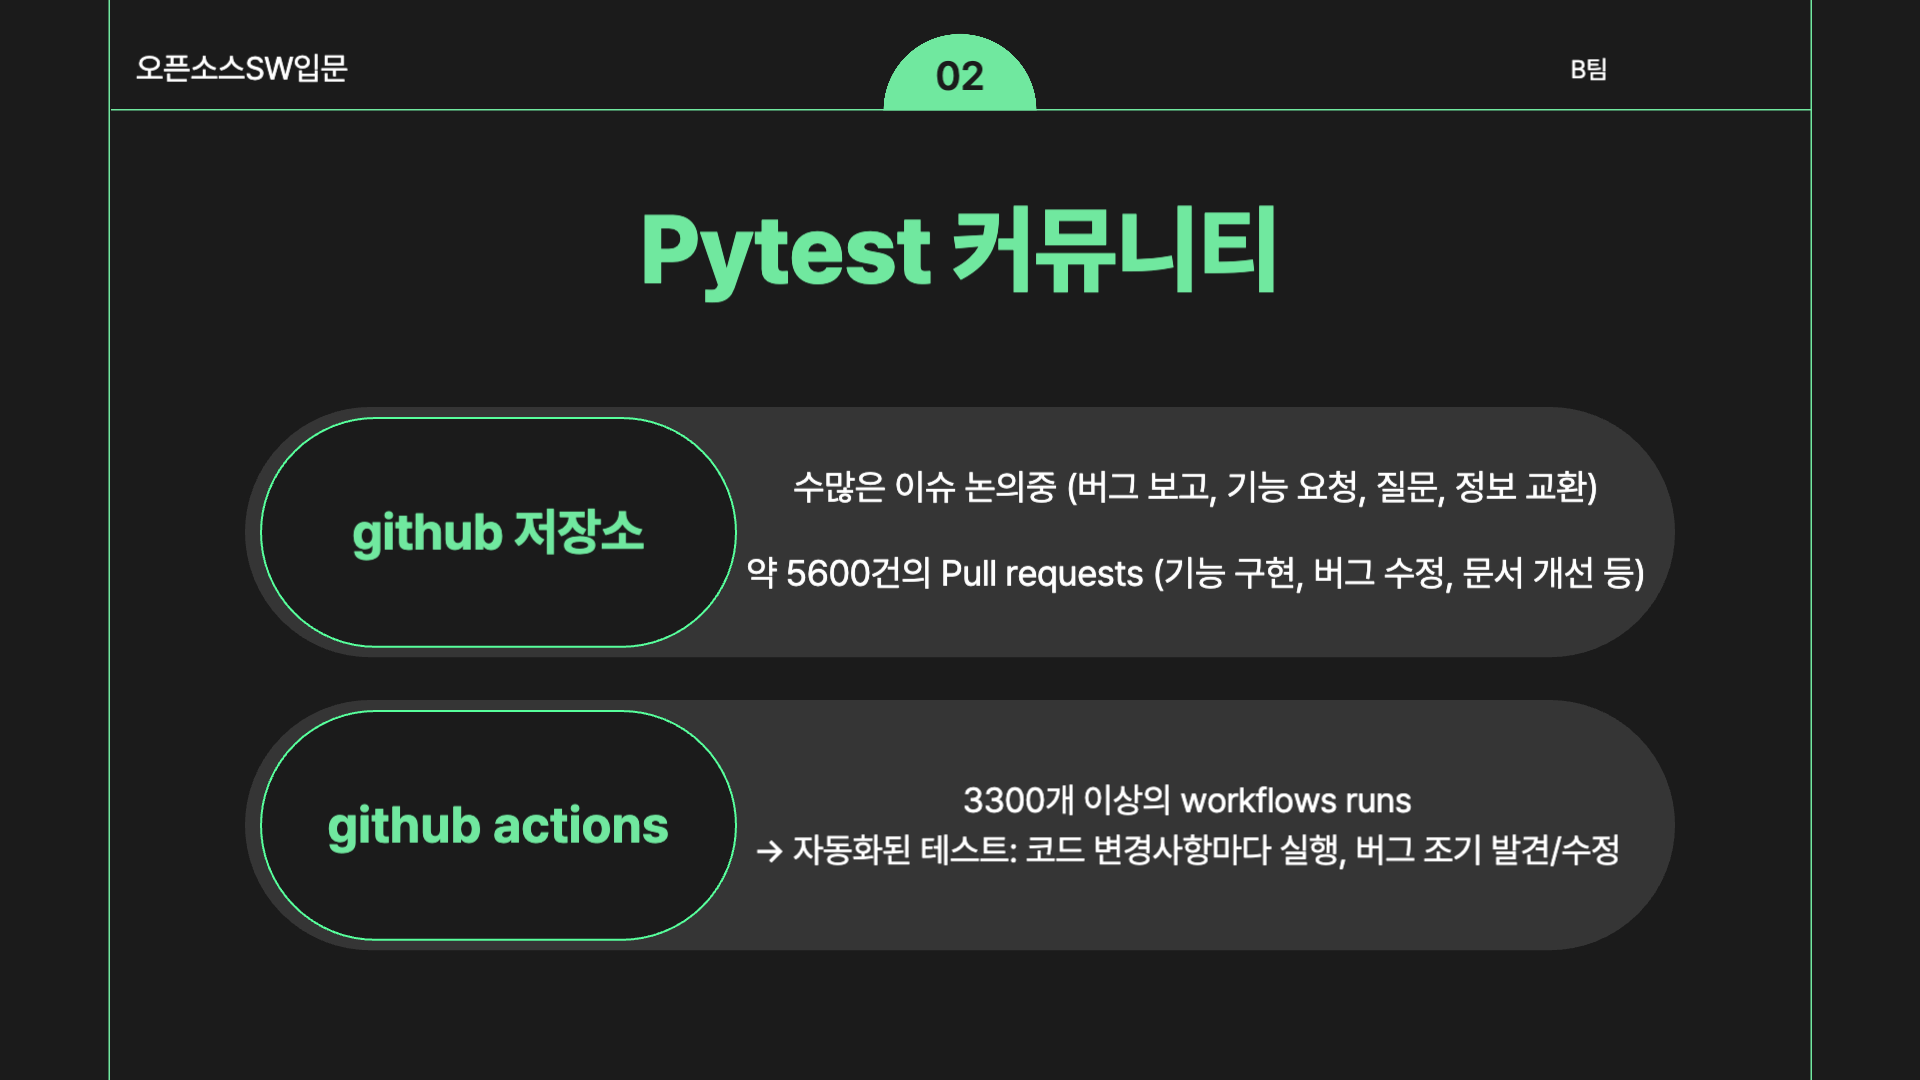 오픈소스SW입문
02
B팀
Pytest 커뮤니티
github 저장소
수많은 이슈 논의중 (버그 보고, 기능 요청, 질문, 정보 교환)
약 5600건의 Pull requests (기능 구현, 버그 수정, 문서 개선 등)
github actions
3300개 이상의 workflows runs
→ 자동화된 테스트: 코드 변경사항마다 실행, 버그 조기 발견/수정